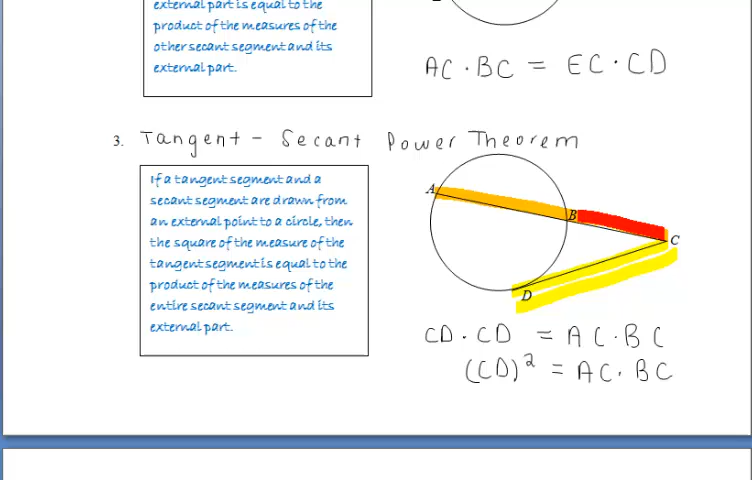 external part is equal to the
product of the measures of the
other secant segment and its
external part.
AC · BC = EC · CD
3. Tangent - Secant Power Theorem
If a tangent segment and a
secant segment are drawn from
an external point to a circle, then
the square of the measure of the
tangent segment is equal to the
product of the measures of the
entire secant segment and its
external part.
A
B
C
D
CD · CD = AC · BC
(CD)² = AC · BC